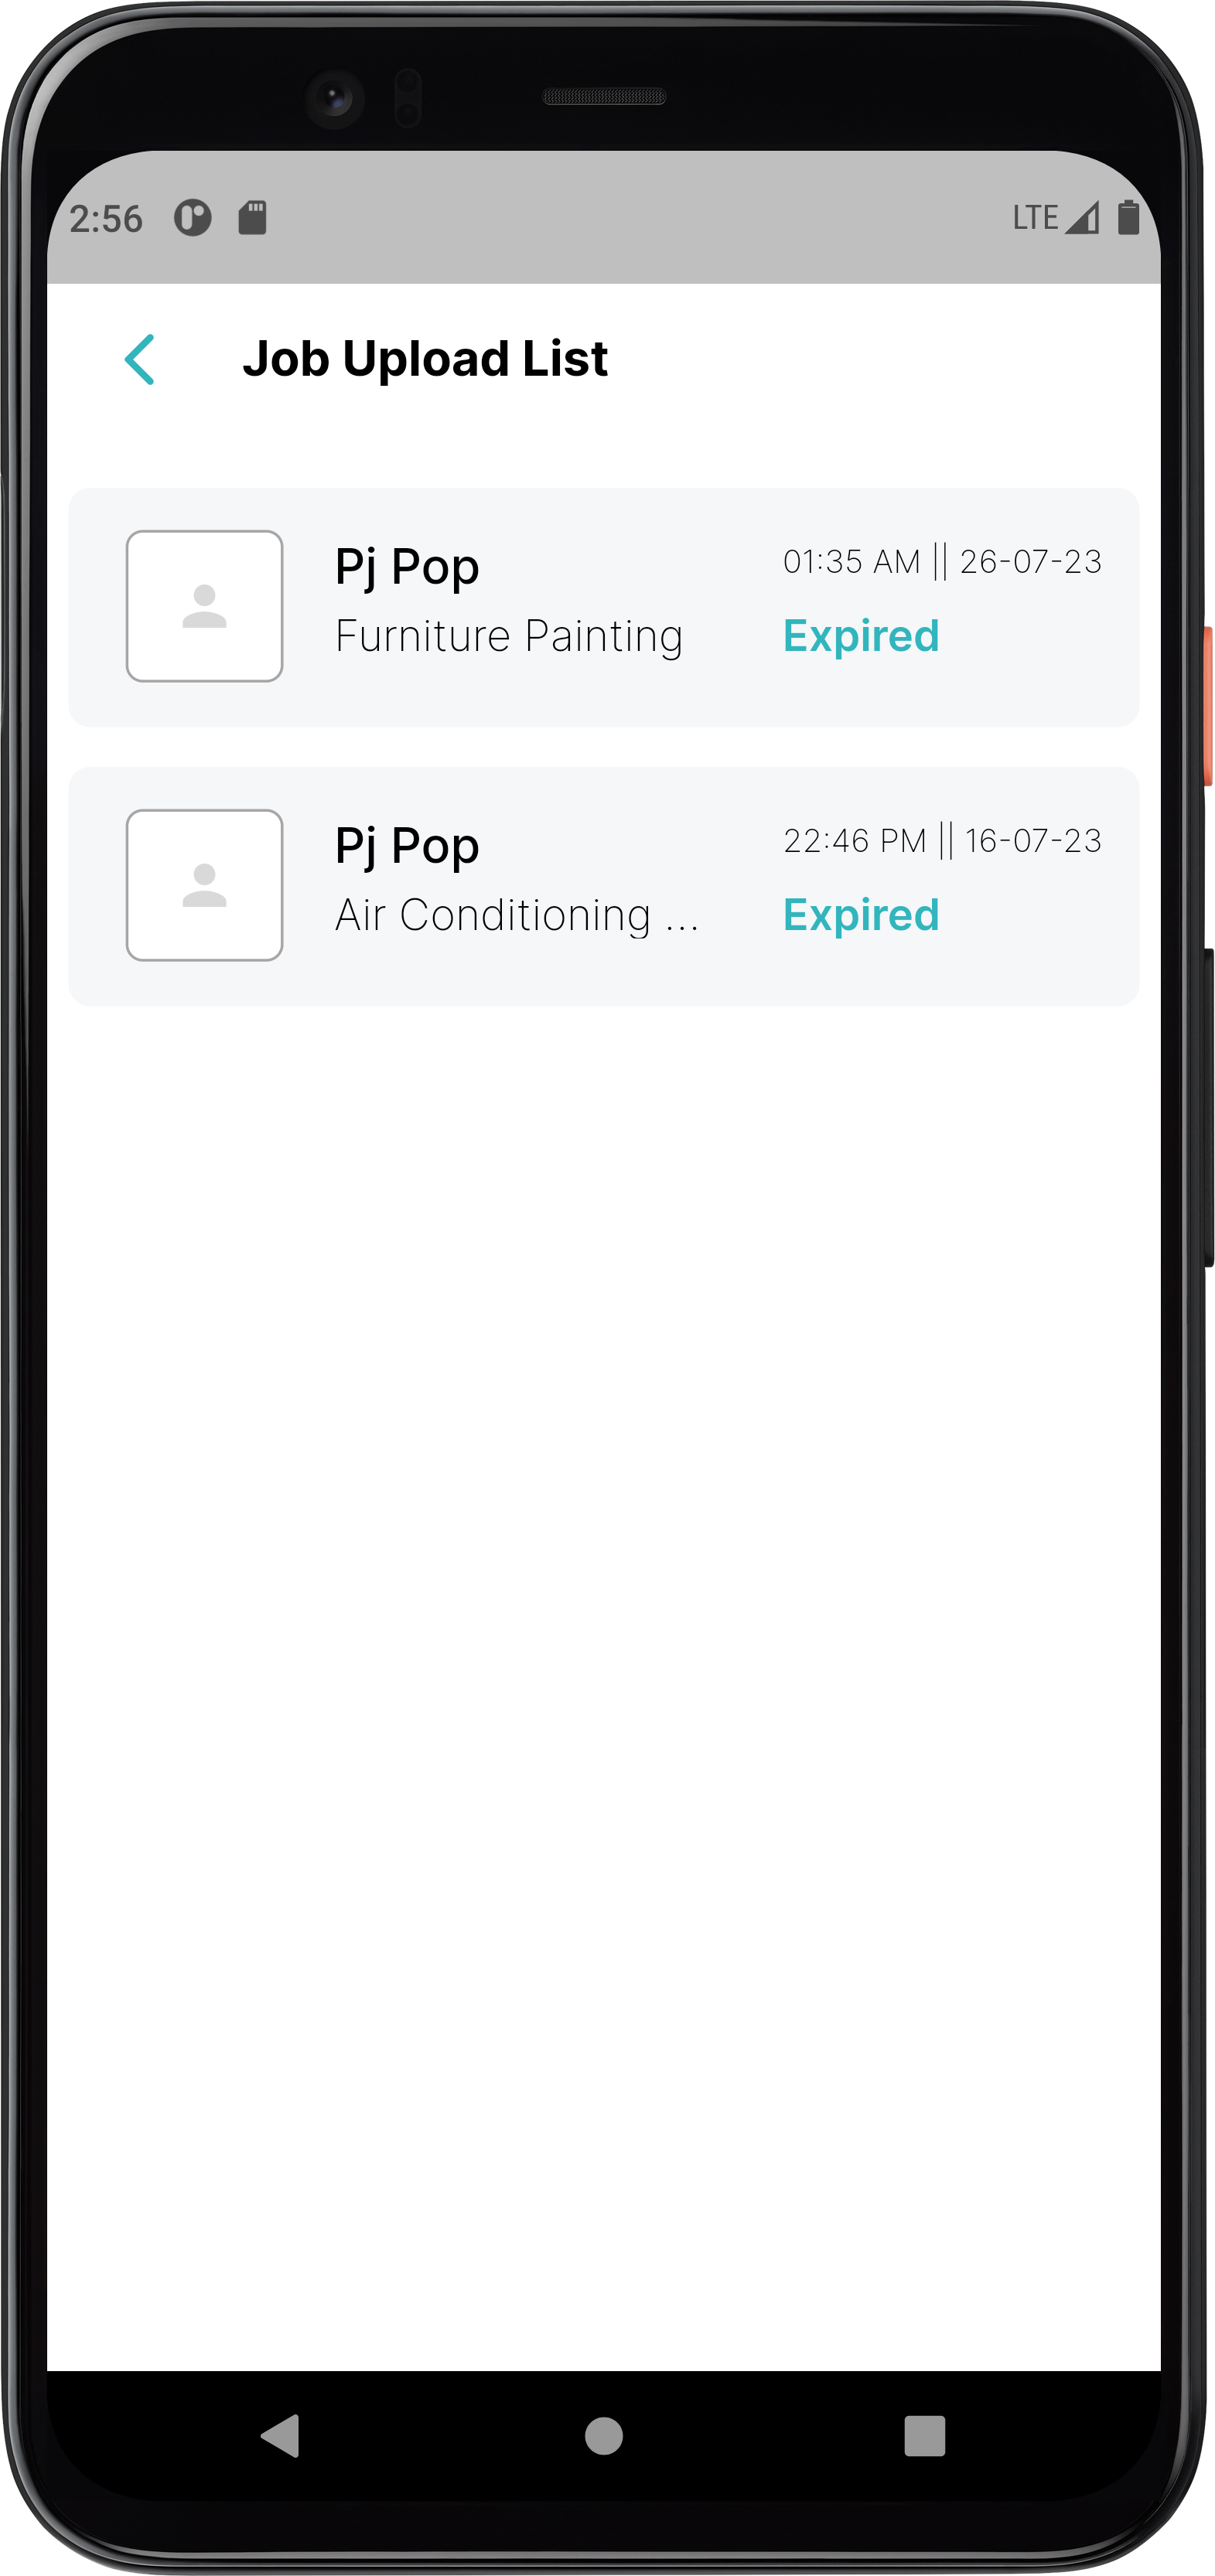 2:56 LTE
Job Upload List
Pj Pop 01:35 AM || 26-07-23
Furniture Painting Expired
Pj Pop 22:46 PM || 16-07-23
Air Conditioning ... Expired